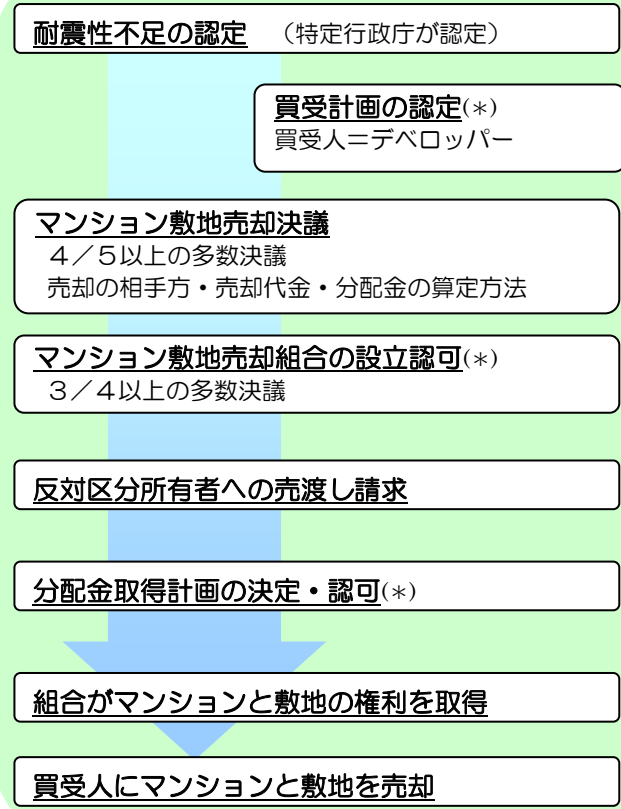 耐震性不足の認定　（特定行政庁が認定）
買受計画の認定(＊)
買受人＝デベロッパー
マンション敷地売却決議
４／５以上の多数決議
売却の相手方・売却代金・分配金の算定方法
マンション敷地売却組合の設立認可(＊)
３／４以上の多数決議
反対区分所有者への売渡し請求
分配金取得計画の決定・認可(＊)
組合がマンションと敷地の権利を取得
買受人にマンションと敷地を売却